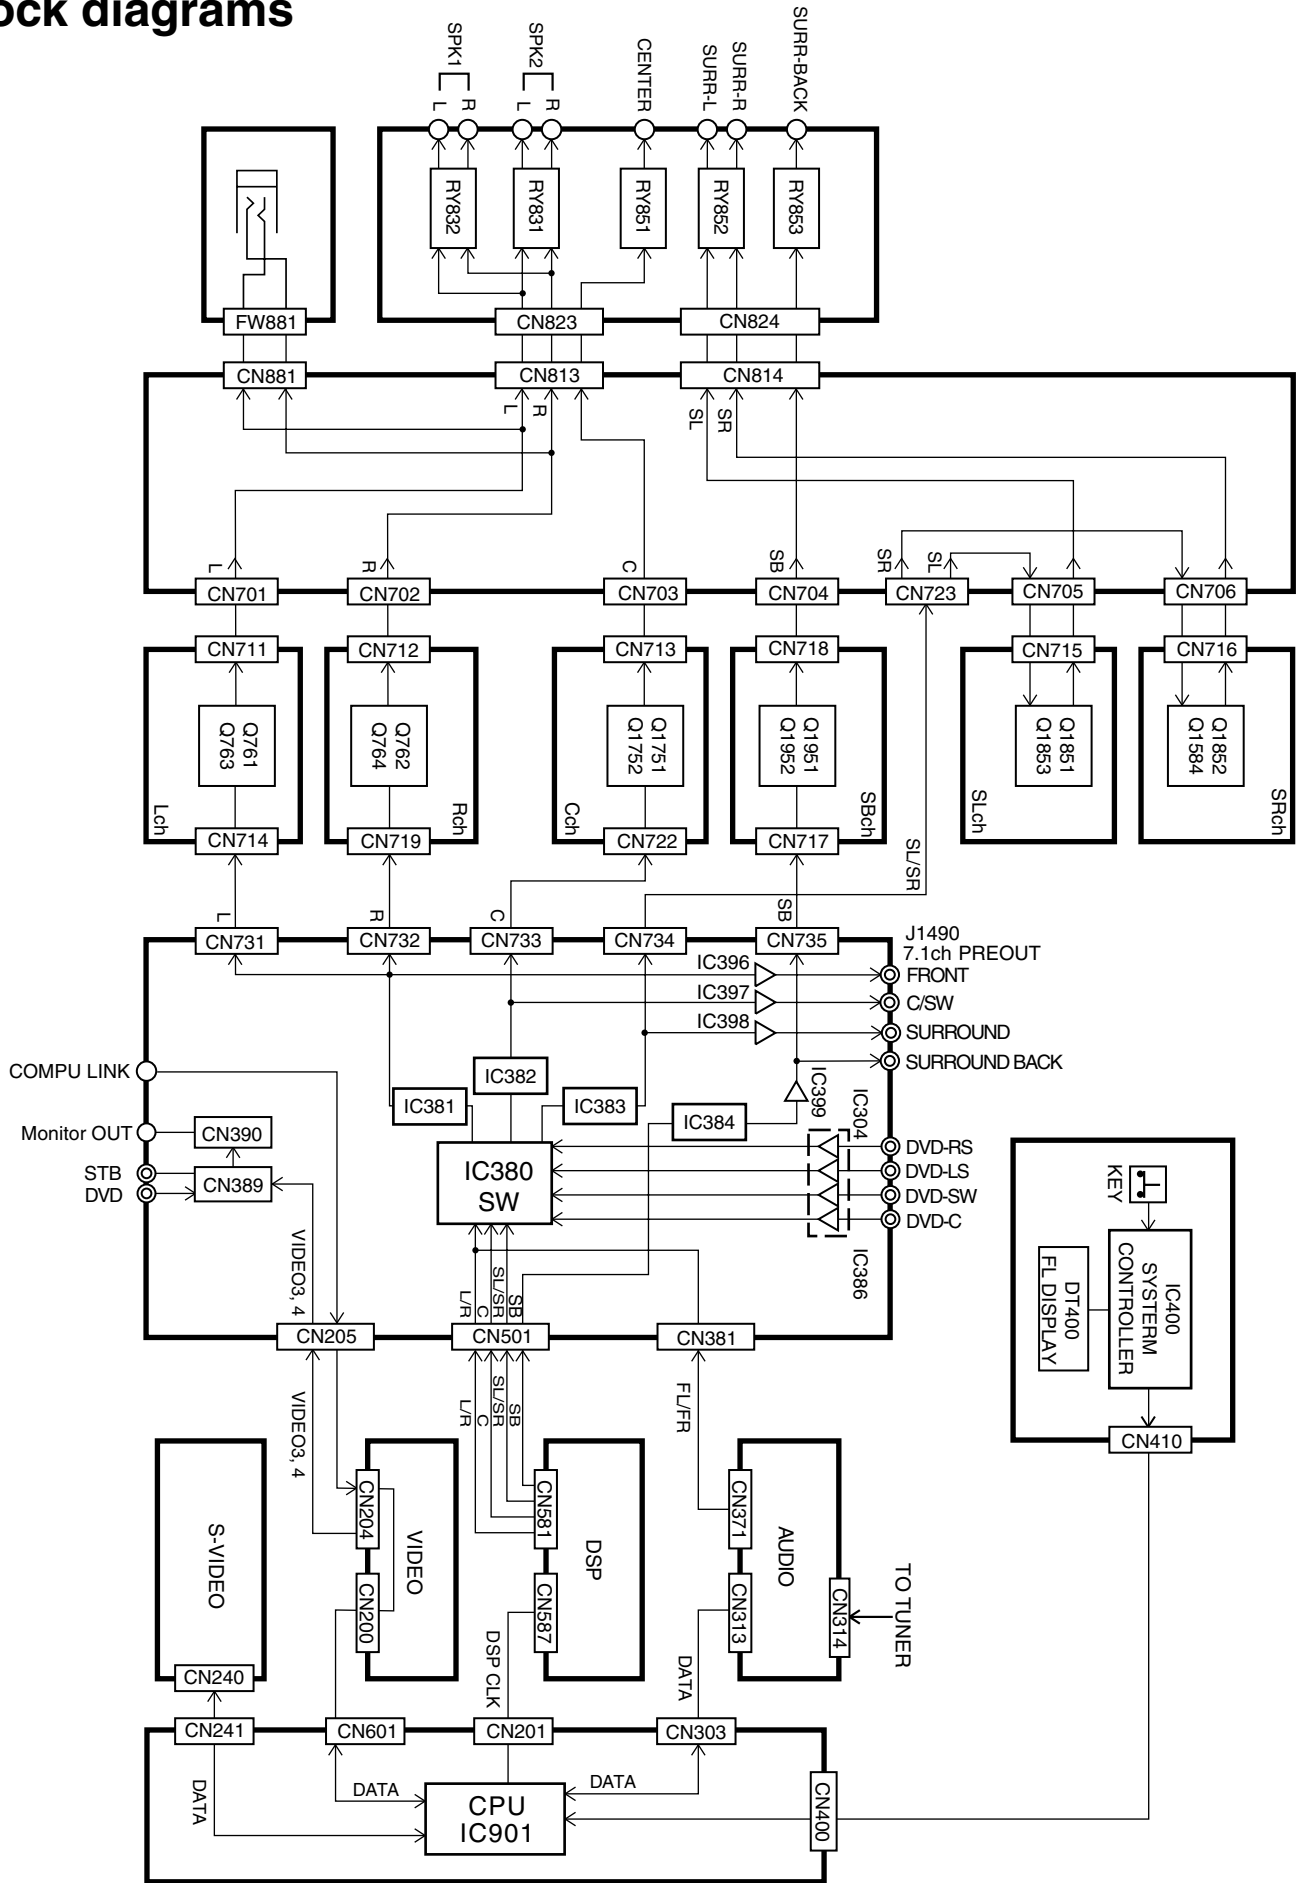 ock diagrams
SPK1
SPK2
CENTER
SURR-L
SURR-R
SURR-BACK
L
R
L
R
RY832
RY831
RY851
RY852
RY853
FW881
CN823
CN824
CN881
CN813
CN814
L
R
SL
SR
L
R
C
SB
SR
SL
CN701
CN702
CN703
CN704
CN723
CN705
CN706
CN711
CN712
CN713
CN718
CN715
CN716
Q761
Q763
Q762
Q764
Q1751
Q1752
Q1951
Q1952
Q1851
Q1853
Q1852
Q1584
Lch
Rch
Cch
SBch
SLch
SRch
CN714
CN719
CN722
CN717
SL/SR
L
R
C
SB
CN731
CN732
CN733
CN734
CN735
J1490
7.1ch PREOUT
IC396
FRONT
IC397
C/SW
IC398
SURROUND
SURROUND BACK
COMPU LINK
IC382
IC381
IC383
IC384
IC399
IC304
Monitor OUT
CN390
STB
DVD
CN389
IC380
SW
DVD-RS
DVD-LS
DVD-SW
DVD-C
IC386
KEY
IC400
SYSTERM
CONTROLLER
DT400
FL DISPLAY
VIDEO3, 4
L/R
C
SL/SR
SB
CN205
CN501
CN381
VIDEO3, 4
L/R
C
SL/SR
SB
FL/FR
CN410
S-VIDEO
CN204
VIDEO
CN200
CN581
DSP
CN587
CN371
AUDIO
CN313
CN314
TO TUNER
DSP CLK
DATA
CN240
CN241
CN601
CN201
CN303
DATA
DATA
DATA
CPU
IC901
CN400